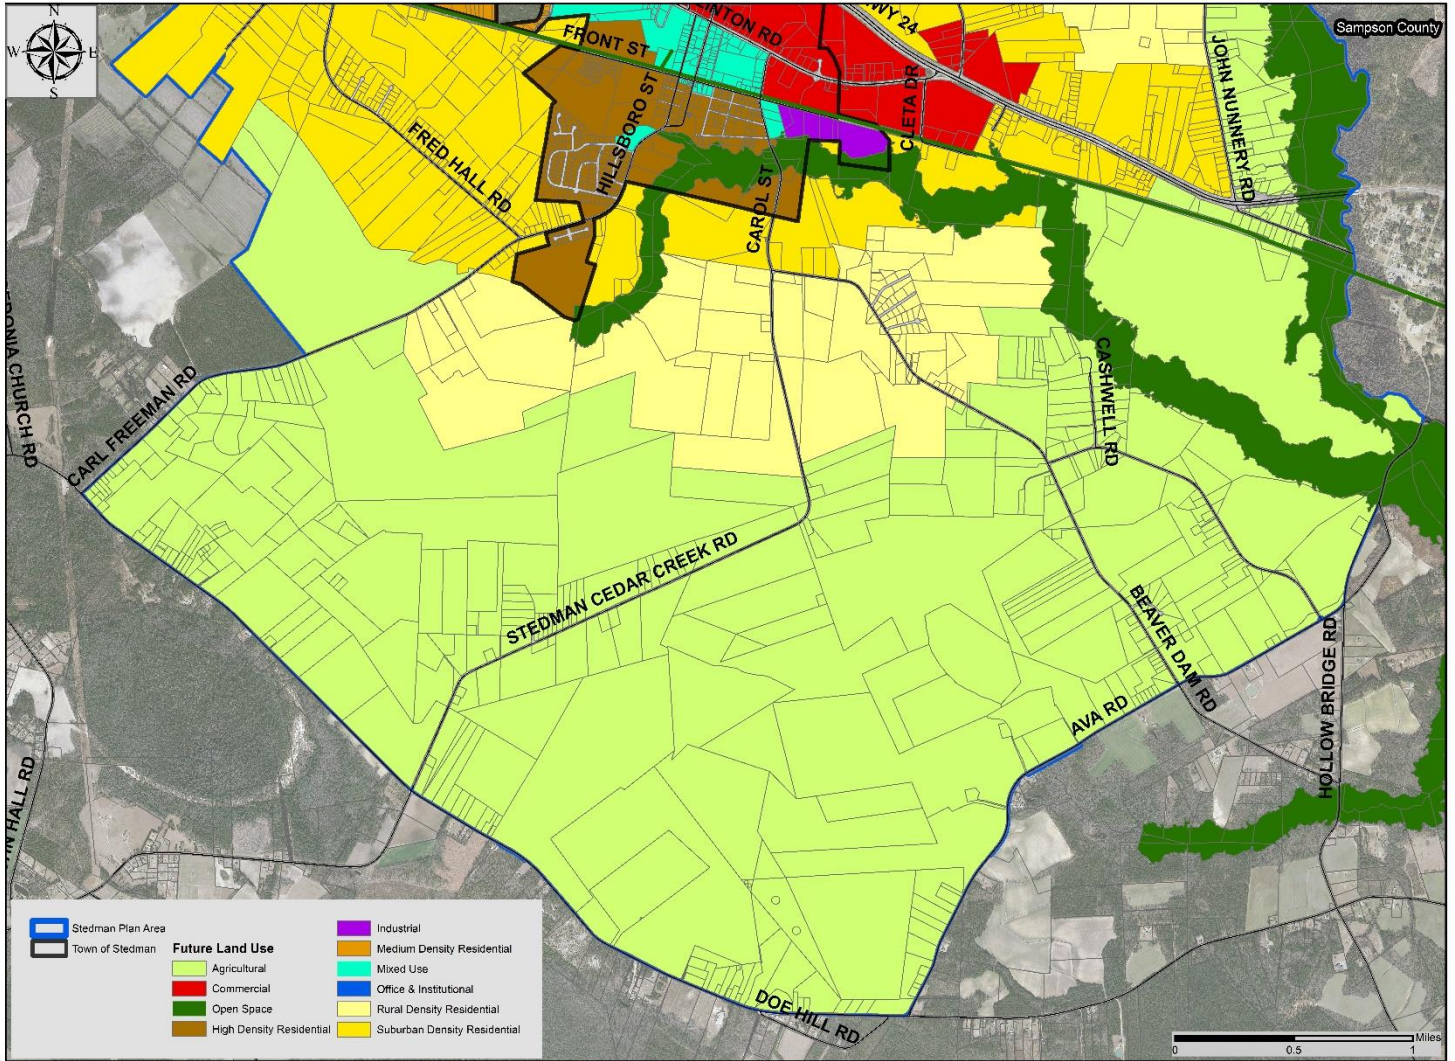 N
W
E
S
FRONT ST
LINTON RD
WY 24
Sampson County
JOHN NUNNERY RD
CLETA DR
HILLSBORO ST
FRED HALL RD
CAROL ST
CARL FREEMAN RD
CASHWELL RD
STEDMAN CEDAR CREEK RD
BEAVER DAM RD
AVA RD
HOLLOW BRIDGE RD
N HALL RD
DOE HILL RD
RONIA CHURCH RD
Stedman Plan Area
Town of Stedman
Future Land Use
Agricultural
Commercial
Open Space
High Density Residential
Industrial
Medium Density Residential
Mixed Use
Office & Institutional
Rural Density Residential
Suburban Density Residential
Miles
0
0.5
1